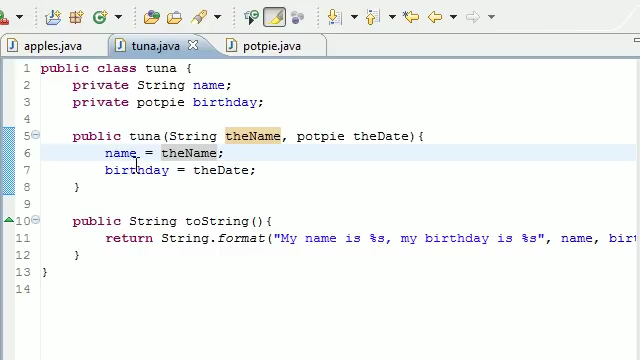 apples.java tuna.java potpie.java
1 public class tuna {
2 private String name;
3 private potpie birthday;
4
5 public tuna(String theName, potpie theDate){
6 name = theName;
7 birthday = theDate;
8 }
9
10 public String toString(){
11 return String.format("My name is %s, my birthday is %s", name, birt
12 }
13 }
14